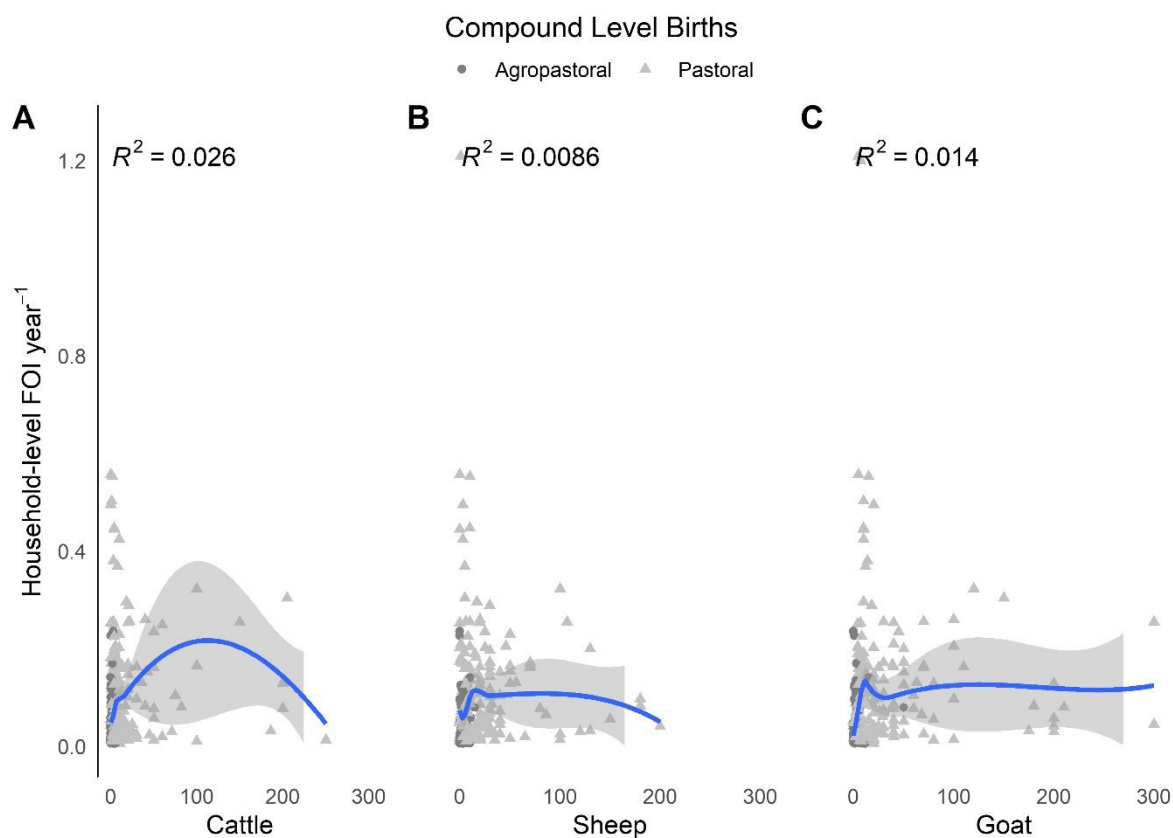 Compound Level Births
Agropastoral Pastoral
A B C
R² = 0.026 R² = 0.0086 R² = 0.014
Household-level FOI year⁻¹
1.2
0.8
0.4
0.0
0 100 200 300 0 100 200 300 0 100 200 300
Cattle Sheep Goat